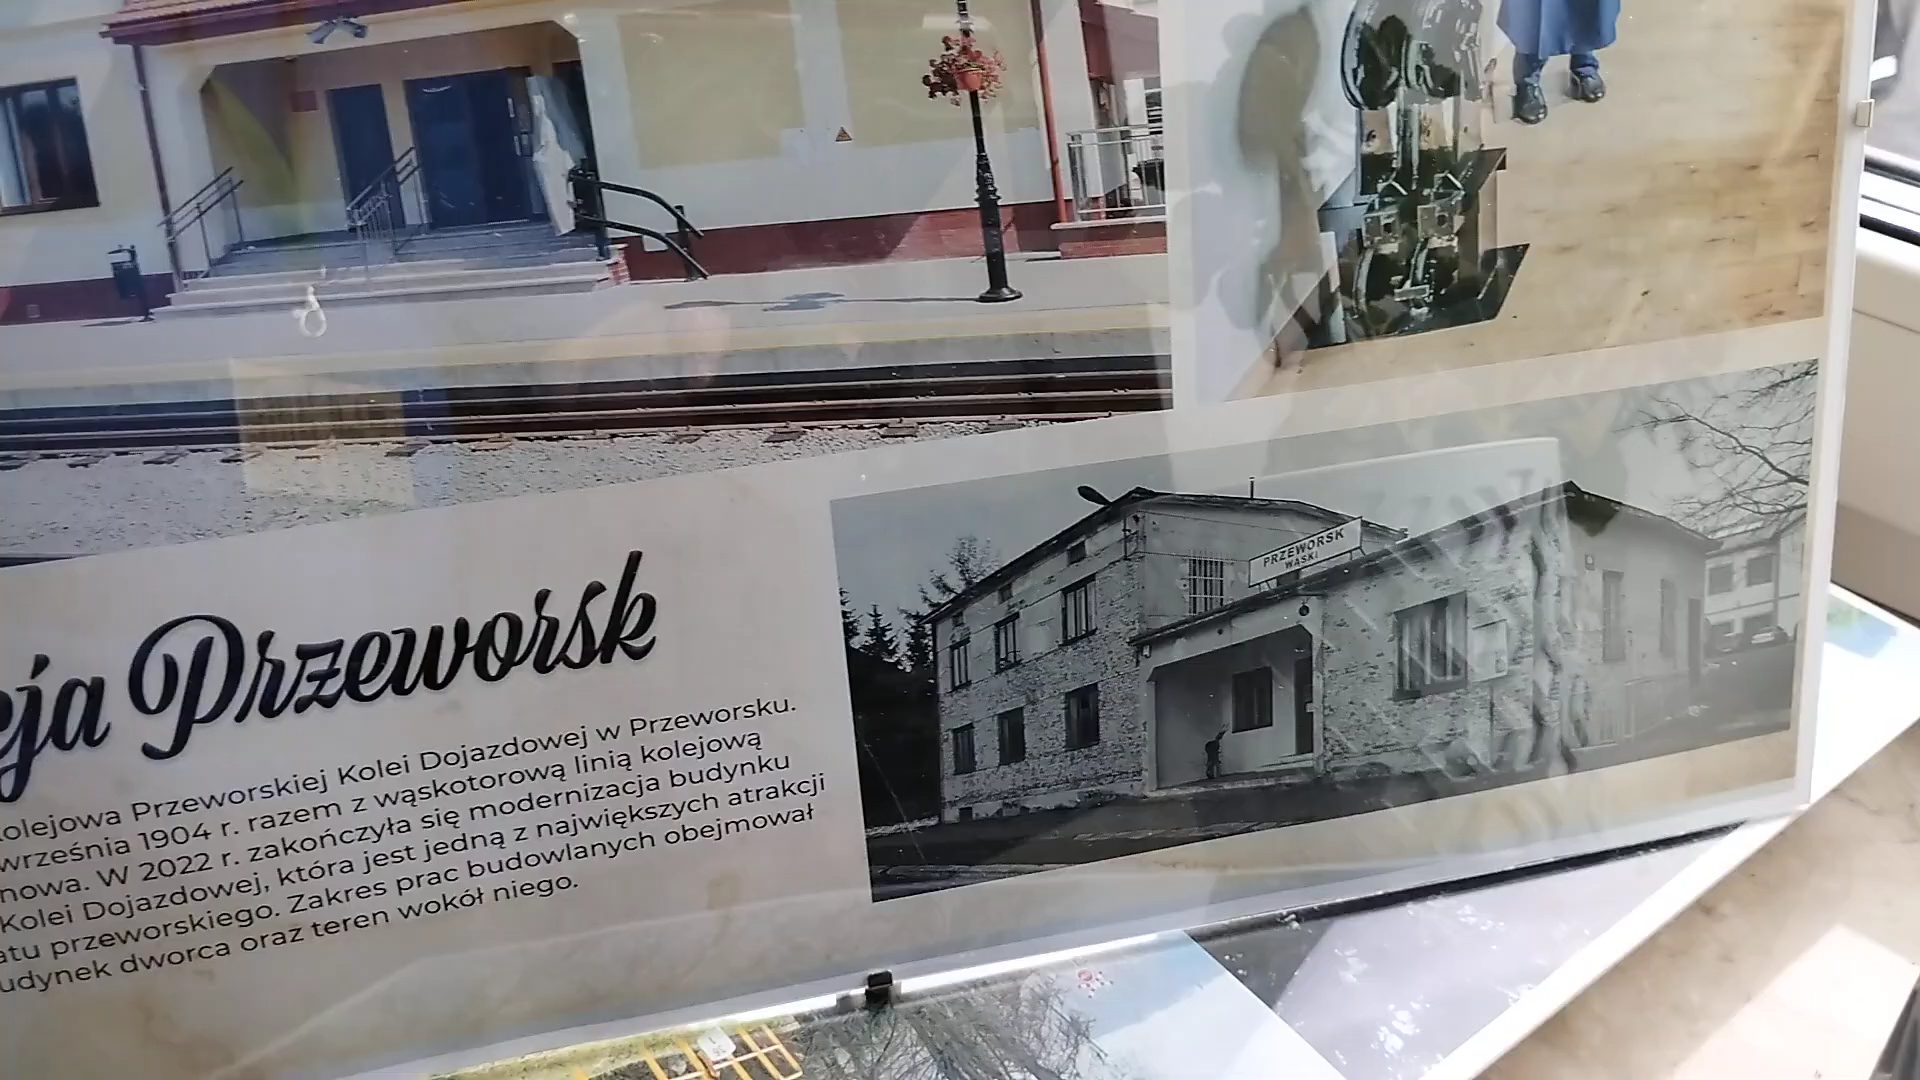 PRZEWORSK
WĄSKI
cja Przeworsk
kolejowa Przeworskiej Kolei Dojazdowej w Przeworsku.
września 1904 r. razem z wąskotorową linią kolejową
nowa. W 2022 r. zakończyła się modernizacja budynku
Kolei Dojazdowej, która jest jedną z największych atrakcji
atu przeworskiego. Zakres prac budowlanych obejmował
udynek dworca oraz teren wokół niego.